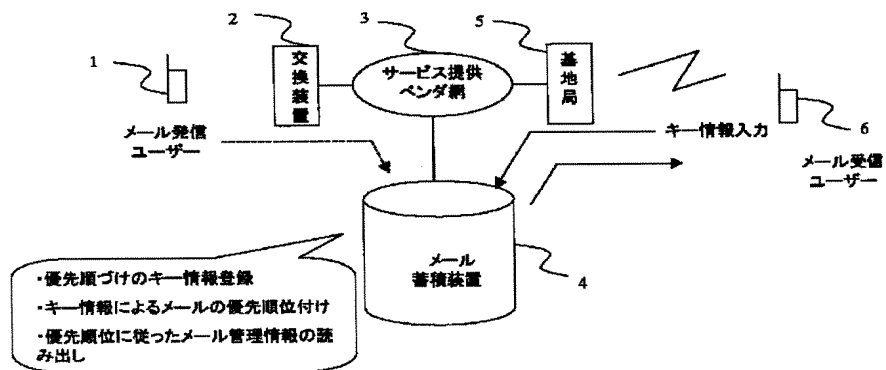 1
2
3
5
交換装置
サービス提供
ベンダ網
基地局
メール発信
ユーザー
キー情報入力
6
メール受信
ユーザー
メール
蓄積装置
4
・優先順づけのキー情報登録
・キー情報によるメールの優先順位付け
・優先順位に従ったメール管理情報の読
み出し